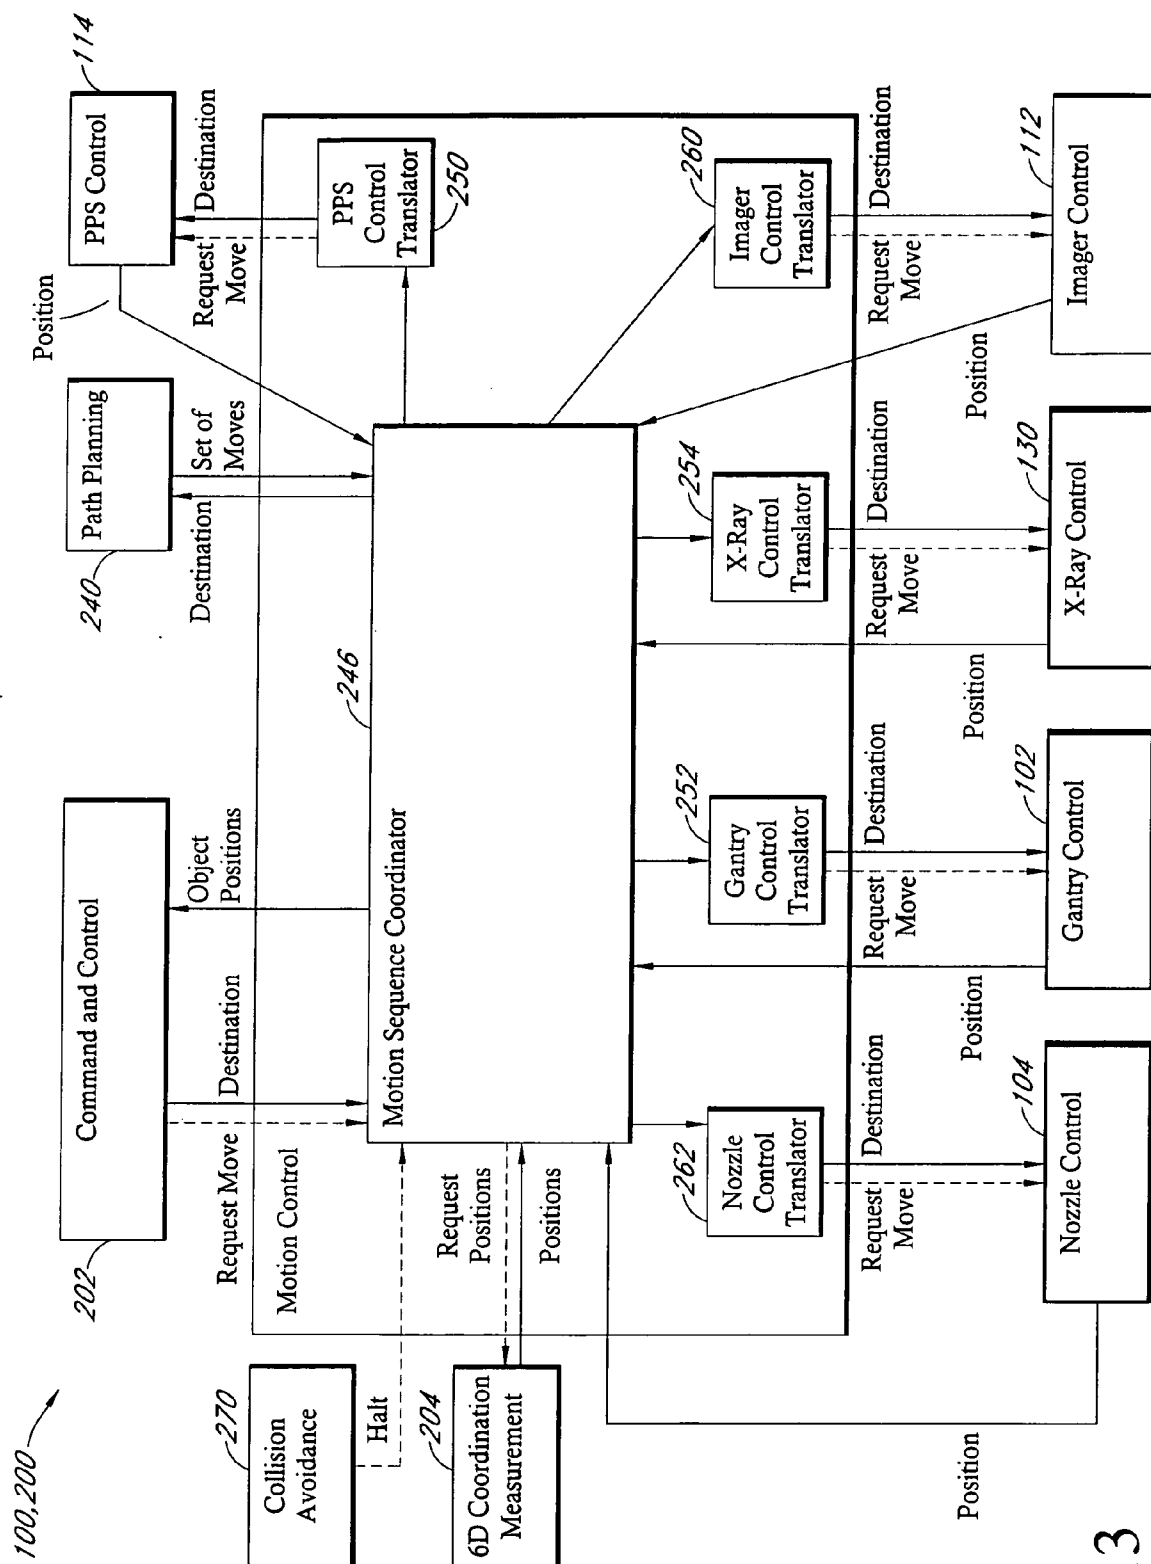 100,200
202
Command and Control
240
Path Planning
Position
PPS Control
114
Request Move
Destination
Object
Positions
Destination
Set of
Moves
Request
Move
Destination
270
Collision
Avoidance
Halt
Motion Control
246
Motion Sequence Coordinator
PPS
Control
Translator
250
204
6D Coordination
Measurement
Request
Positions
Positions
262
Nozzle
Control
Translator
252
Gantry
Control
Translator
254
X-Ray
Control
Translator
260
Imager
Control
Translator
Request
Move
Destination
Request
Move
Destination
Request
Move
Destination
Request
Move
Destination
Position
Position
Position
Position
104
Nozzle Control
102
Gantry Control
130
X-Ray Control
112
Imager Control
3